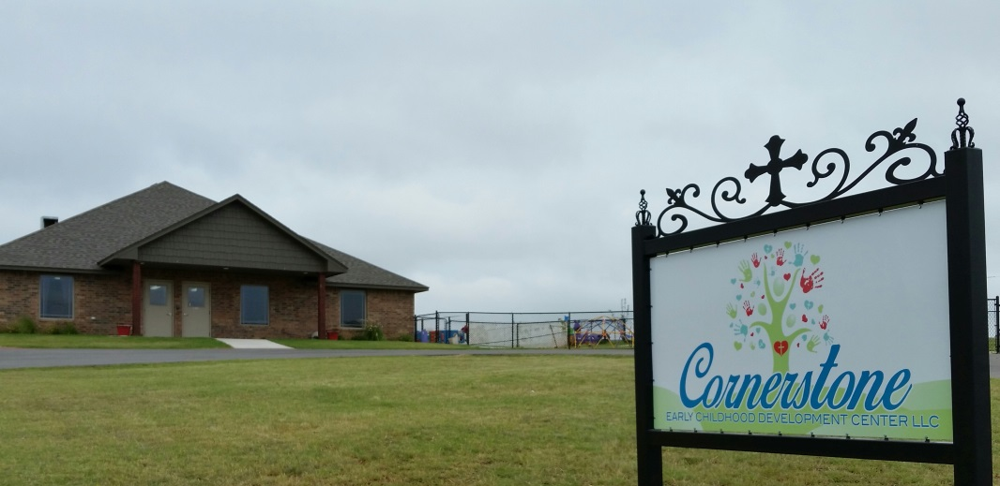 Cornerstone
EARLY CHILDHOOD DEVELOPMENT CENTER LLC